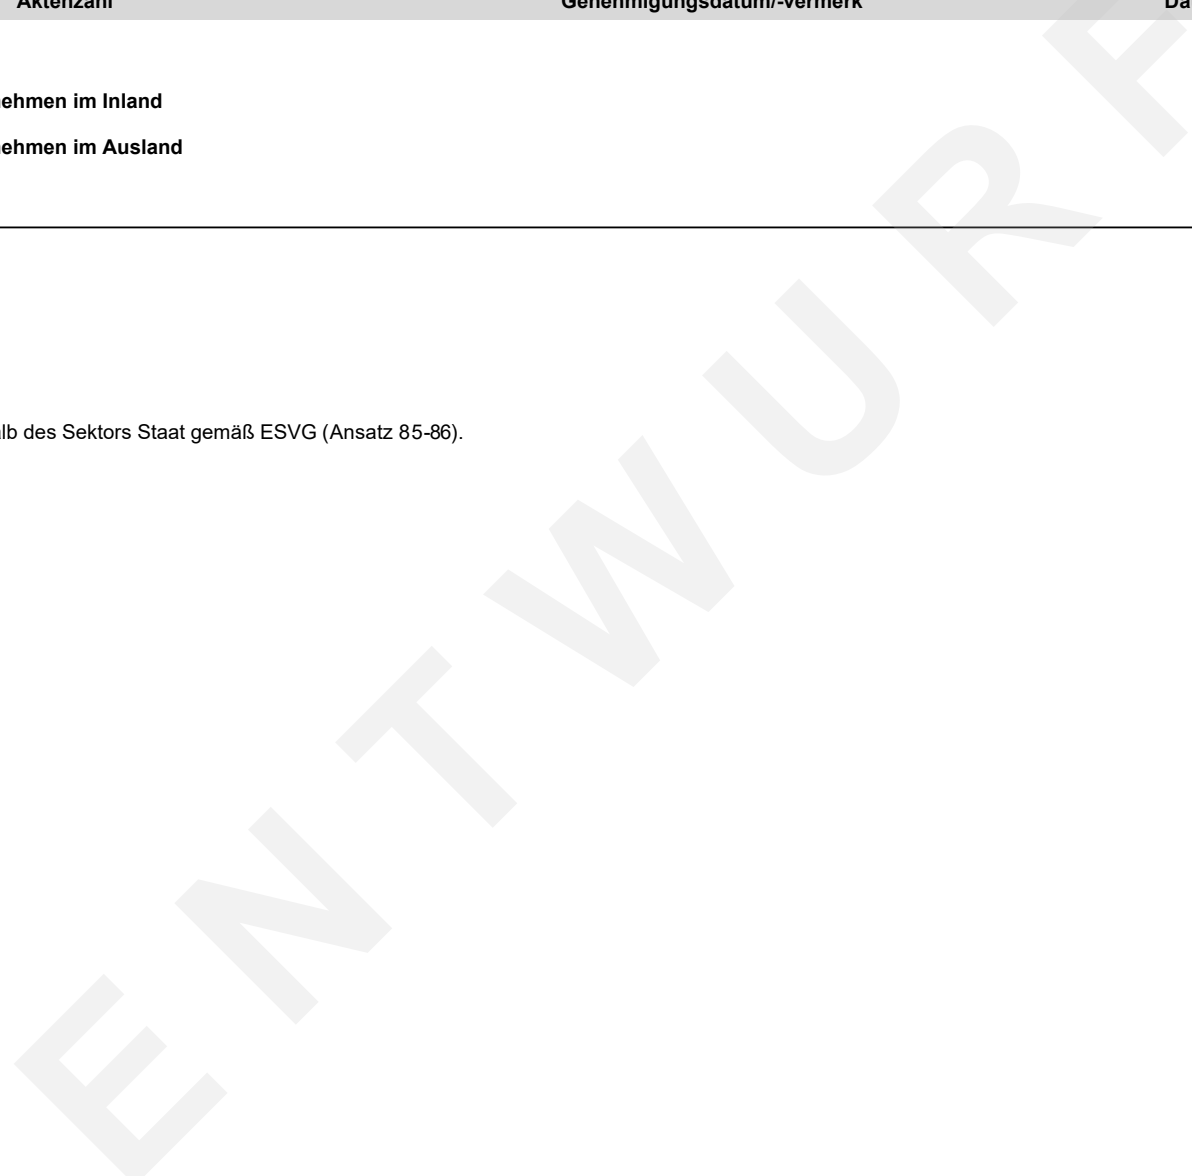 Aktenzahl Genehmigungsdatum/-vermerk Da
ehmen im Inland
ehmen im Ausland
lb des Sektors Staat gemäß ESVG (Ansatz 85-86).
ENTWURF